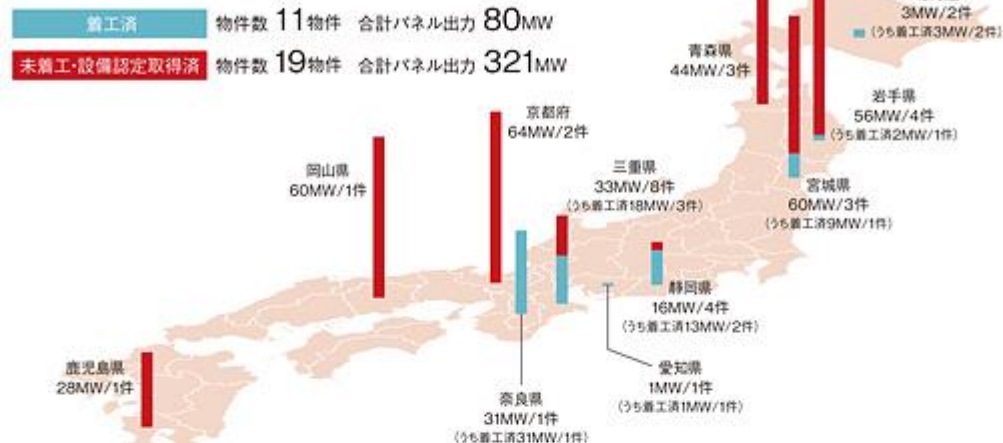 着工済 物件数 11物件 合計パネル出力 80MW
未着工・設備認定取得済 物件数 19物件 合計パネル出力 321MW
3MW/2件
(うち着工済3MW/2件)
青森県
44MW/3件
岩手県
56MW/4件
(うち着工済2MW/1件)
京都府
64MW/2件
岡山県
60MW/1件
三重県
33MW/8件
(うち着工済18MW/3件)
宮城県
60MW/3件
(うち着工済9MW/1件)
静岡県
16MW/4件
(うち着工済13MW/2件)
鹿児島県
28MW/1件
愛知県
1MW/1件
(うち着工済1MW/1件)
奈良県
31MW/1件
(うち着工済31MW/1件)